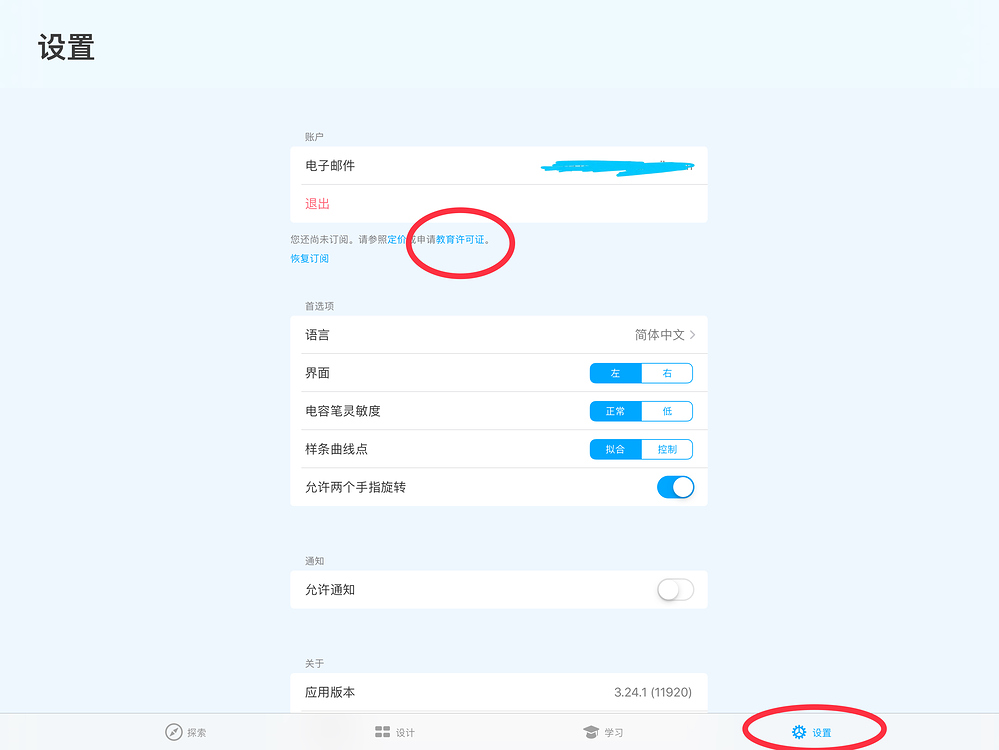 设置
账户
电子邮件
退出
您还尚未订阅。请参照定价或申请教育许可证。
恢复订阅
首选项
语言 简体中文
界面 左 右
电容笔灵敏度 正常 低
样条曲线点 拟合 控制
允许两个手指旋转
通知
允许通知
关于
应用版本 3.24.1 (11920)
探索 设计 学习 设置